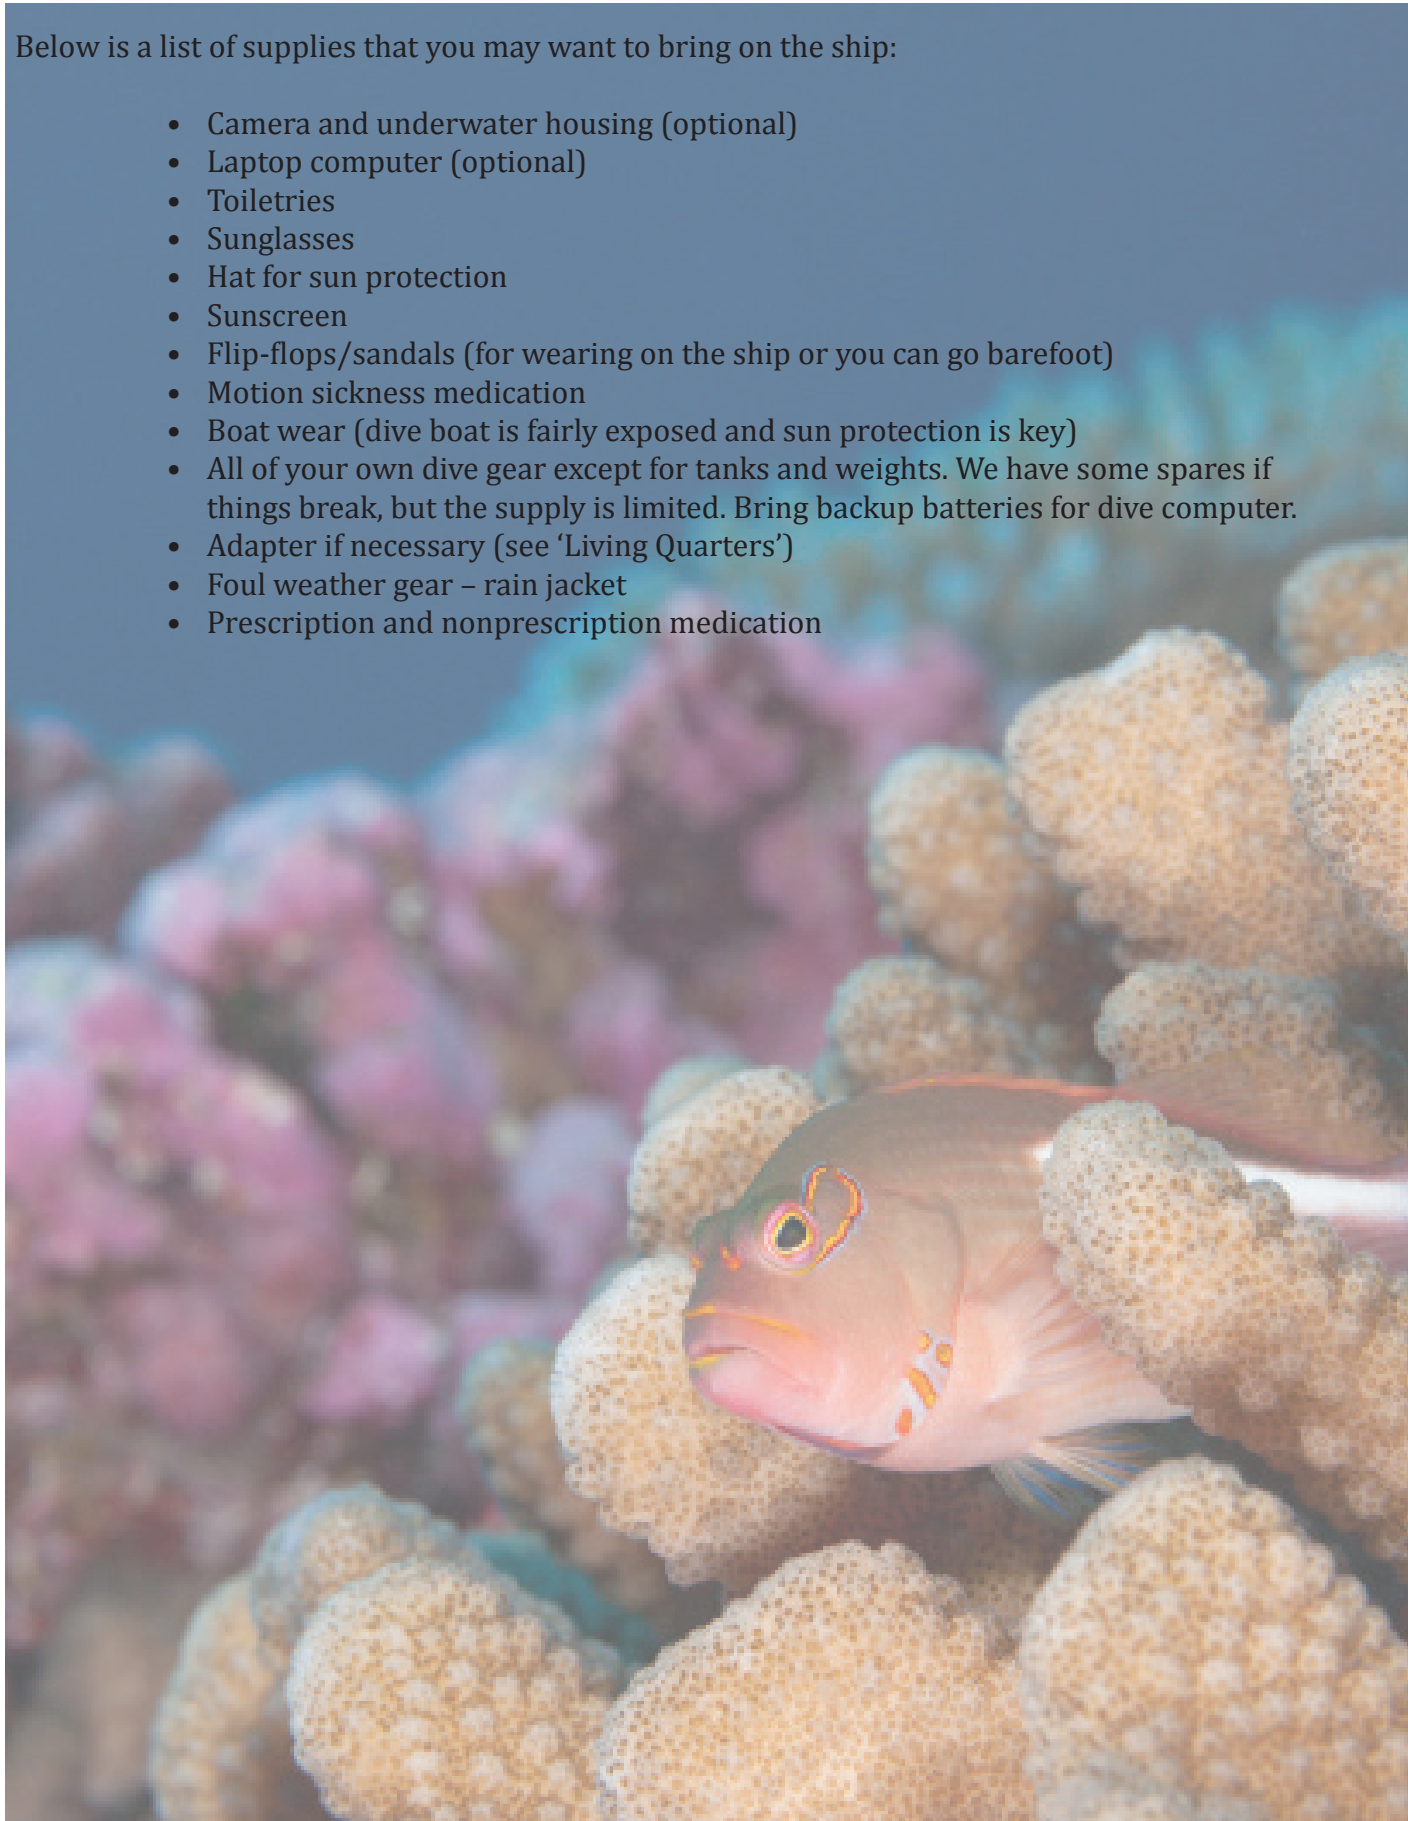 Below is a list of supplies that you may want to bring on the ship:
• Camera and underwater housing (optional)
• Laptop computer (optional)
• Toiletries
• Sunglasses
• Hat for sun protection
• Sunscreen
• Flip-flops/sandals (for wearing on the ship or you can go barefoot)
• Motion sickness medication
• Boat wear (dive boat is fairly exposed and sun protection is key)
• All of your own dive gear except for tanks and weights. We have some spares if
things break, but the supply is limited. Bring backup batteries for dive computer.
• Adapter if necessary (see ‘Living Quarters’)
• Foul weather gear – rain jacket
• Prescription and nonprescription medication